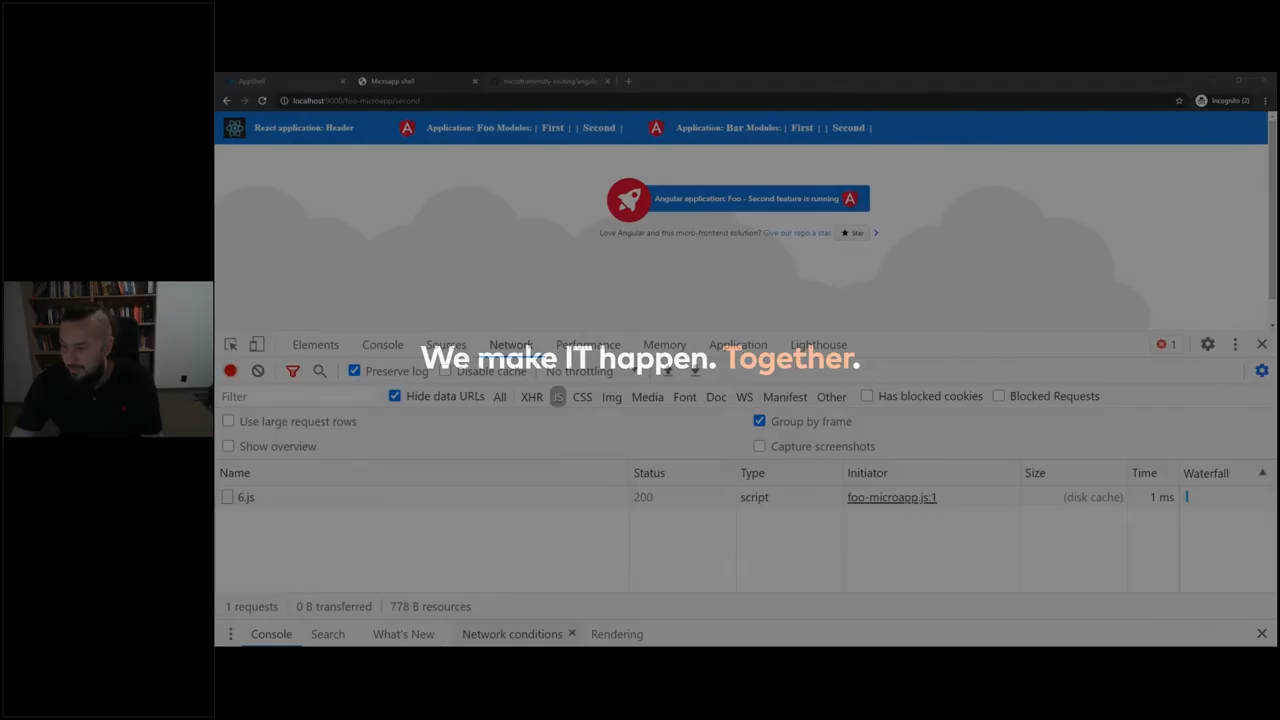 AppShell
Microapp shell
microfrontinsity-routing/angula
localhost:9000/foo-microapp/second
Incognito (2)
React application: Header
Application: Foo Modules: | First | | Second |
Application: Bar Modules: | First | | Second |
Angular application: Foo - Second feature is running
Love Angular and this micro-frontend solution? Give our repo a star.
Star
Elements Console Sources Network Performance Memory Application Lighthouse
1
We make IT happen. Together.
Preserve log Disable cache No throttling
Filter
Hide data URLs All XHR JS CSS Img Media Font Doc WS Manifest Other Has blocked cookies Blocked Requests
Use large request rows
Group by frame
Show overview
Capture screenshots
Name Status Type Initiator Size Time Waterfall
6.js 200 script foo-microapp.js:1 (disk cache) 1 ms
1 requests 0 B transferred 778 B resources
Console Search What's New Network conditions Rendering